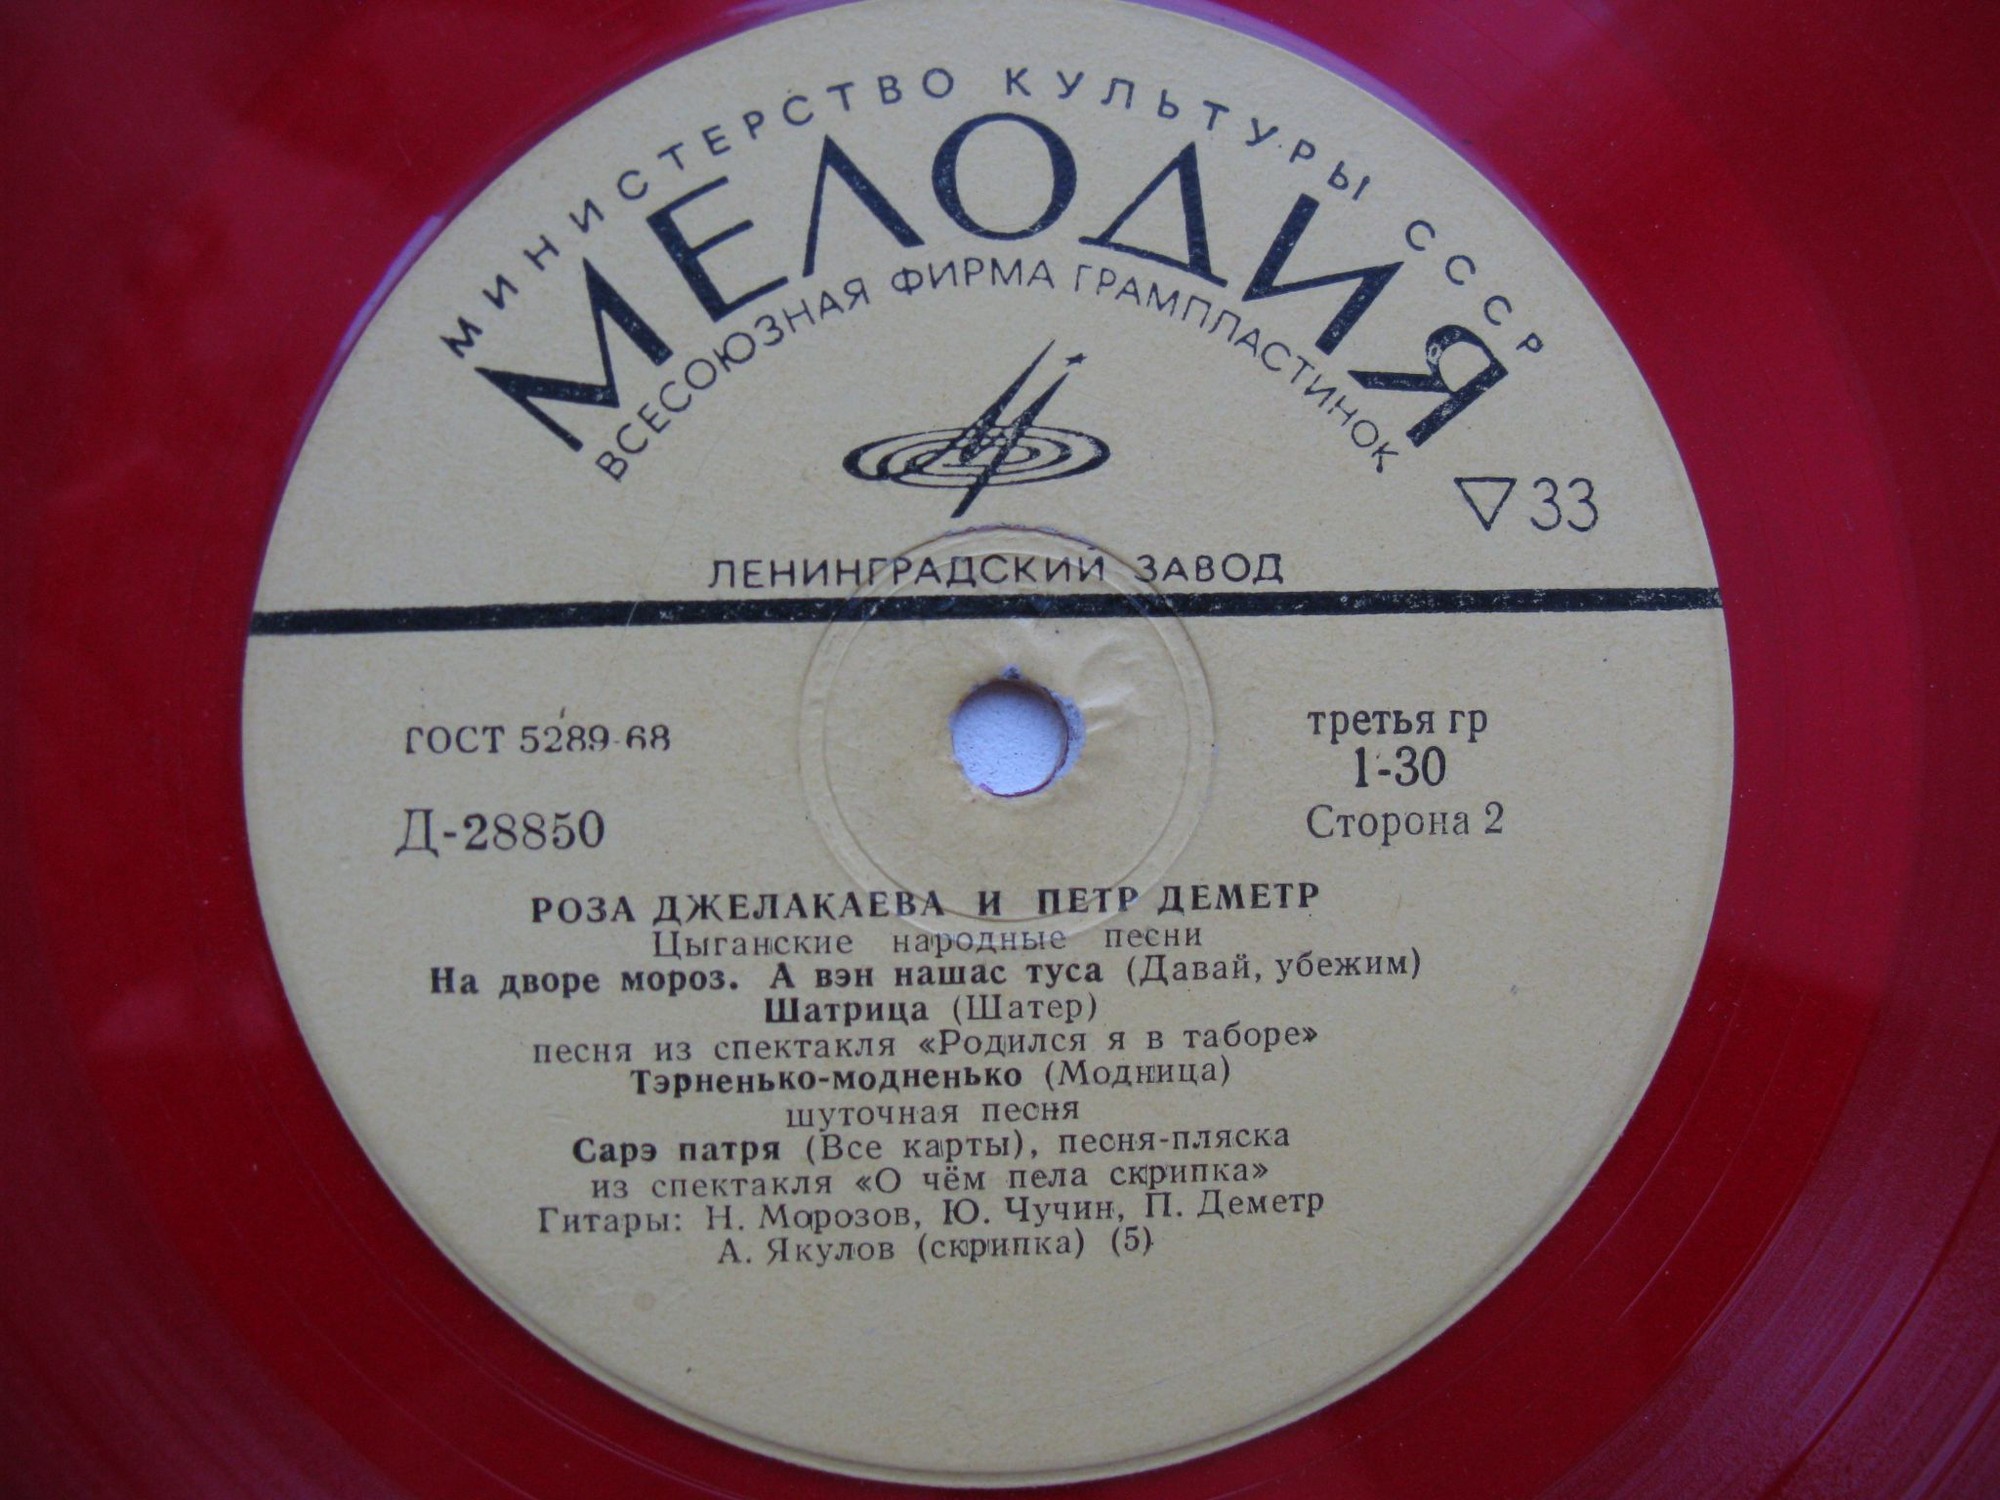 МИНИСТЕРСТВО КУЛЬТУРЫ СССР
МЕЛОДИЯ
ВСЕСОЮЗНАЯ ФИРМА ГРАМПЛАСТИНОК
▽33
ЛЕНИНГРАДСКИЙ ЗАВОД
ГОСТ 5289-68
третья гр
1-30
Д-28850
Сторона 2
РОЗА ДЖЕЛАКАЕВА И ПЕТР ДЕМЕТР
Цыганские народные песни
На дворе мороз. А вэн нашас туса (Давай, убежим)
Шатрица (Шатер)
песня из спектакля «Родился я в таборе»
Тэрненько-модненько (Модница)
шуточная песня
Сарэ патря (Все карты), песня-пляска
из спектакля «О чём пела скрипка»
Гитары: Н. Морозов, Ю. Чучин, П. Деметр
А. Якулов (скрипка) (5)